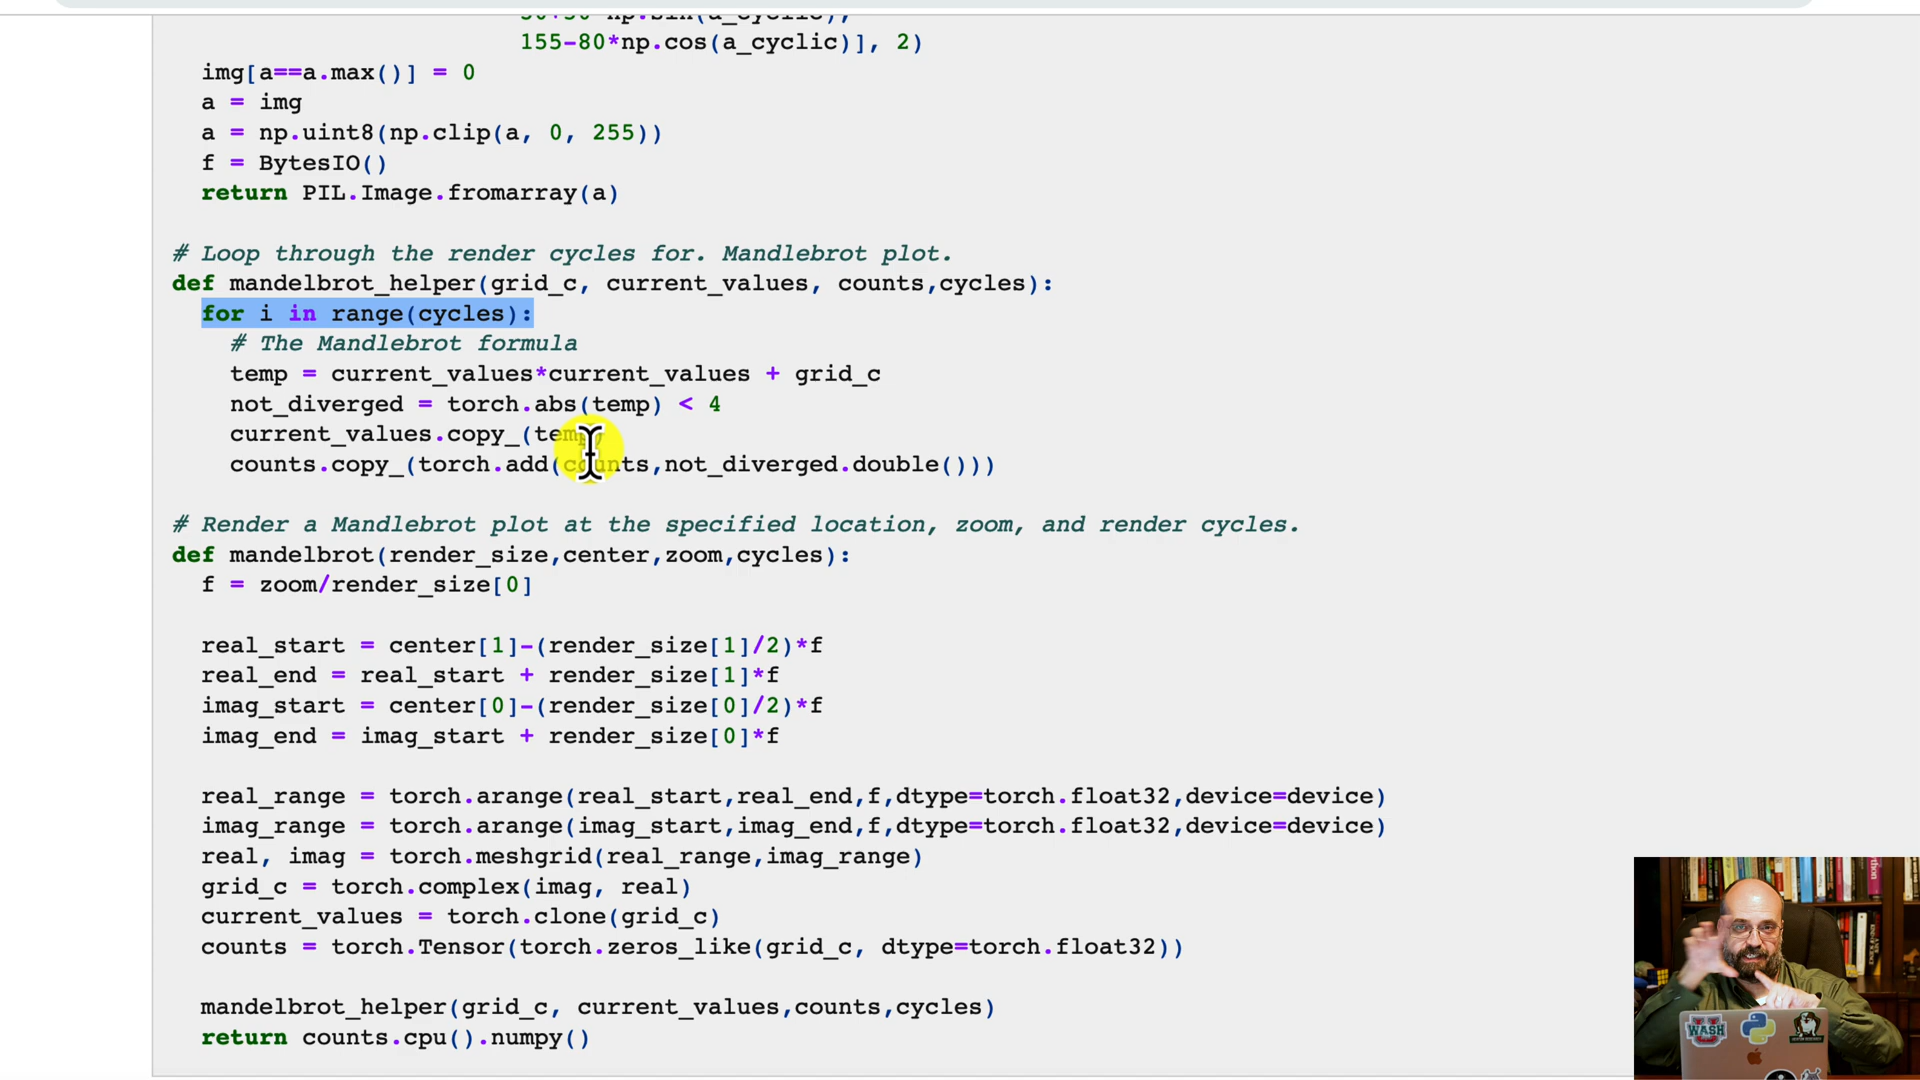 155-80*np.cos(a_cyclic)], 2)
img[a==a.max()] = 0
a = img
a = np.uint8(np.clip(a, 0, 255))
f = BytesIO()
return PIL.Image.fromarray(a)
# Loop through the render cycles for. Mandlebrot plot.
def mandelbrot_helper(grid_c, current_values, counts,cycles):
for i in range(cycles):
# The Mandlebrot formula
temp = current_values*current_values + grid_c
not_diverged = torch.abs(temp) < 4
current_values.copy_(temp)
counts.copy_(torch.add(counts,not_diverged.double()))
# Render a Mandlebrot plot at the specified location, zoom, and render cycles.
def mandelbrot(render_size,center,zoom,cycles):
f = zoom/render_size[0]
real_start = center[1]-(render_size[1]/2)*f
real_end = real_start + render_size[1]*f
imag_start = center[0]-(render_size[0]/2)*f
imag_end = imag_start + render_size[0]*f
real_range = torch.arange(real_start,real_end,f,dtype=torch.float32,device=device)
imag_range = torch.arange(imag_start,imag_end,f,dtype=torch.float32,device=device)
real, imag = torch.meshgrid(real_range,imag_range)
grid_c = torch.complex(imag, real)
current_values = torch.clone(grid_c)
counts = torch.Tensor(torch.zeros_like(grid_c, dtype=torch.float32))
mandelbrot_helper(grid_c, current_values,counts,cycles)
return counts.cpu().numpy()
WASH